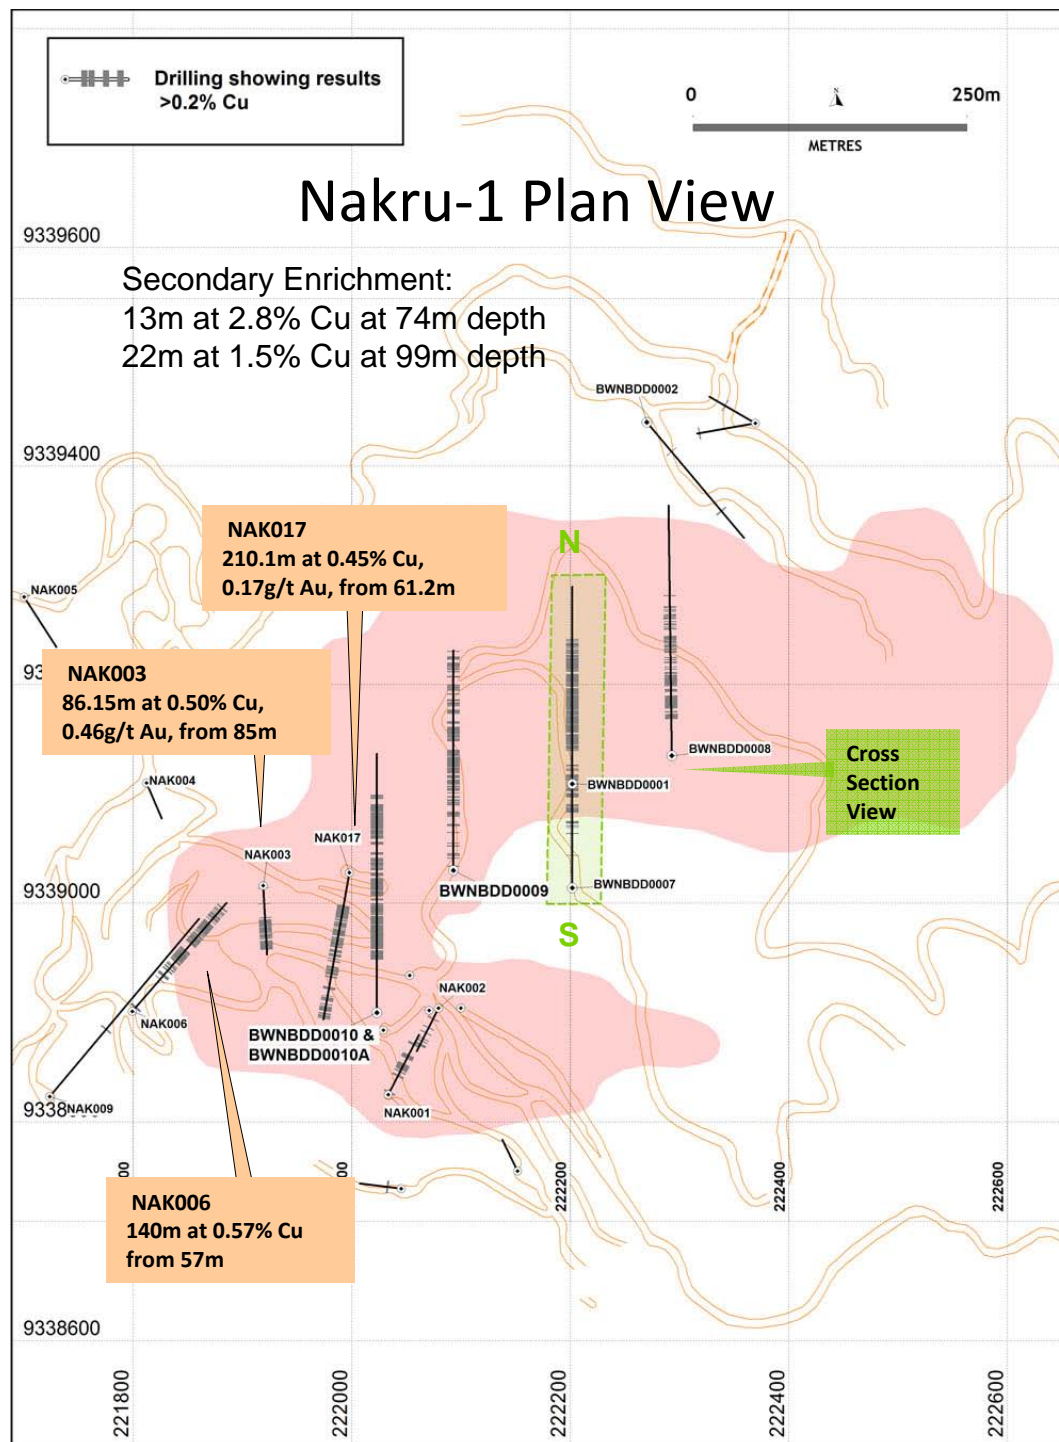 Drilling showing results
>0.2% Cu
0
N
250m
METRES
Nakru-1 Plan View
9339600
Secondary Enrichment:
13m at 2.8% Cu at 74m depth
22m at 1.5% Cu at 99m depth
BWNBDD0002
9339400
NAK017
210.1m at 0.45% Cu,
0.17g/t Au, from 61.2m
N
NAK005
NAK003
86.15m at 0.50% Cu,
0.46g/t Au, from 85m
BWNBDD0008
Cross
Section
View
NAK004
BWNBDD0001
NAK017
NAK003
BWNBDD0007
9339000
BWNBDD0009
S
NAK002
NAK006
BWNBDD0010 &
BWNBDD0010A
NAK009
NAK001
9338
222200
222400
222600
NAK006
140m at 0.57% Cu
from 57m
9338600
221800
222000
222200
222400
222600